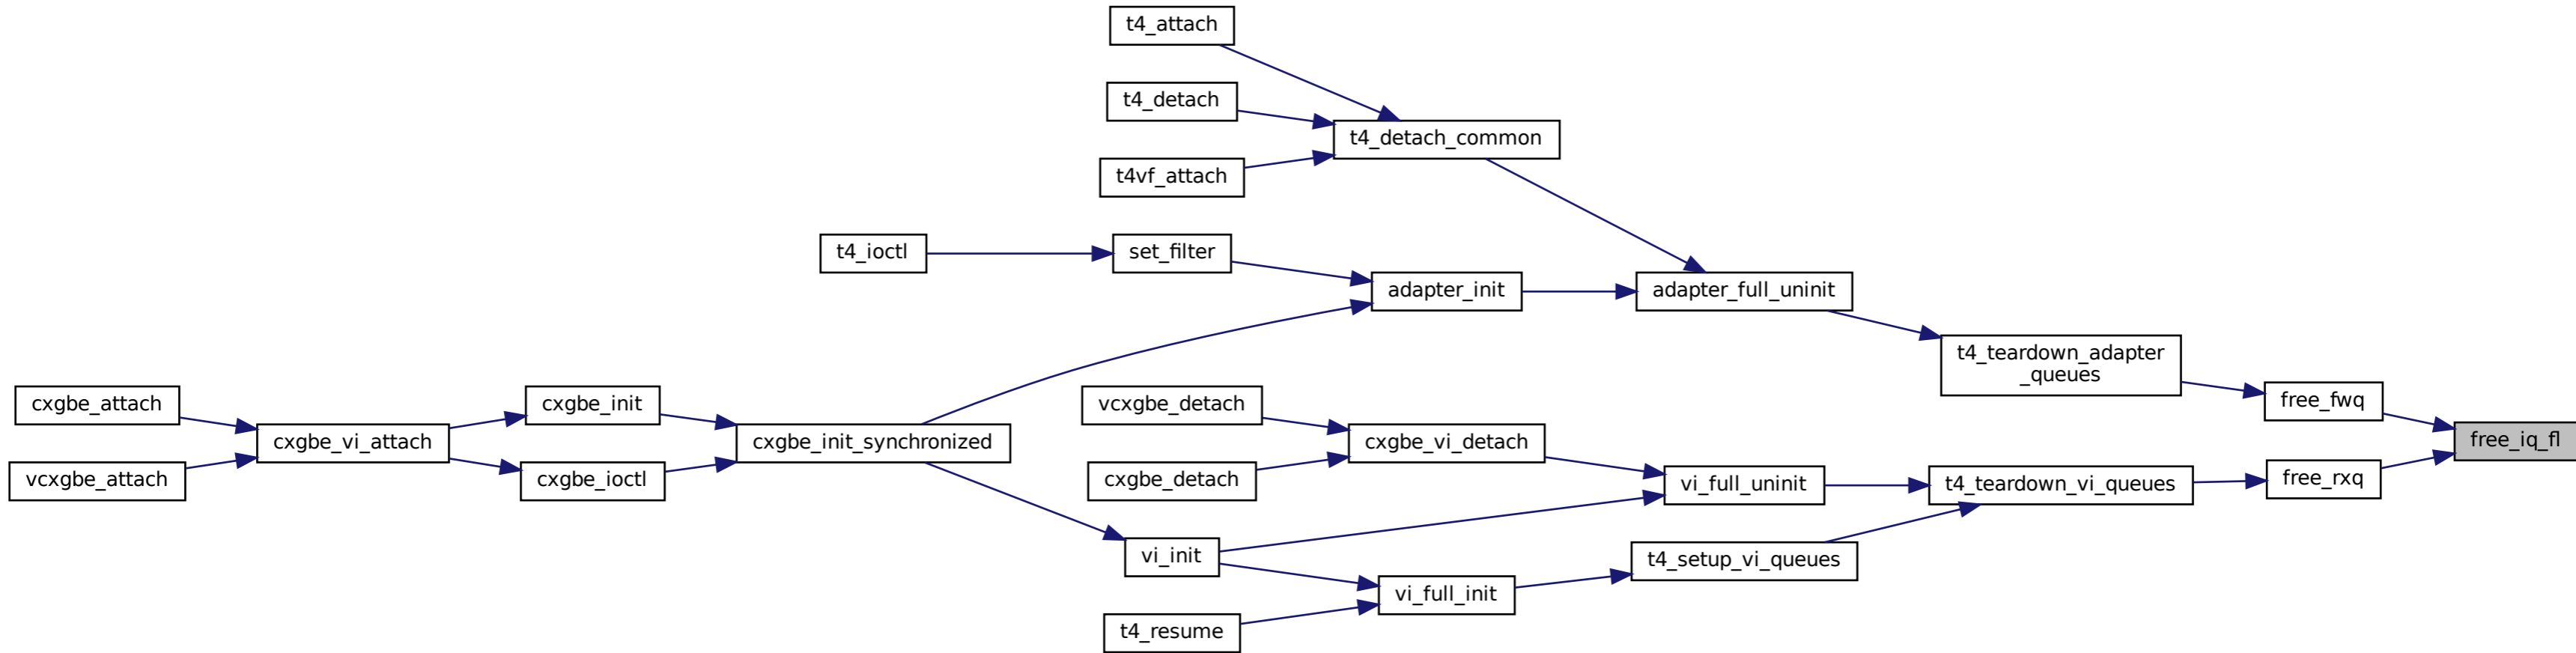 t4_attach
t4_detach
t4_detach_common
t4vf_attach
t4_ioctl
set_filter
adapter_init
adapter_full_uninit
t4_teardown_adapter
_queues
cxgbe_attach
cxgbe_init
vcxgbe_detach
free_fwq
cxgbe_vi_attach
cxgbe_init_synchronized
cxgbe_vi_detach
free_iq_fl
vcxgbe_attach
cxgbe_ioctl
cxgbe_detach
vi_full_uninit
t4_teardown_vi_queues
free_rxq
vi_init
t4_setup_vi_queues
vi_full_init
t4_resume